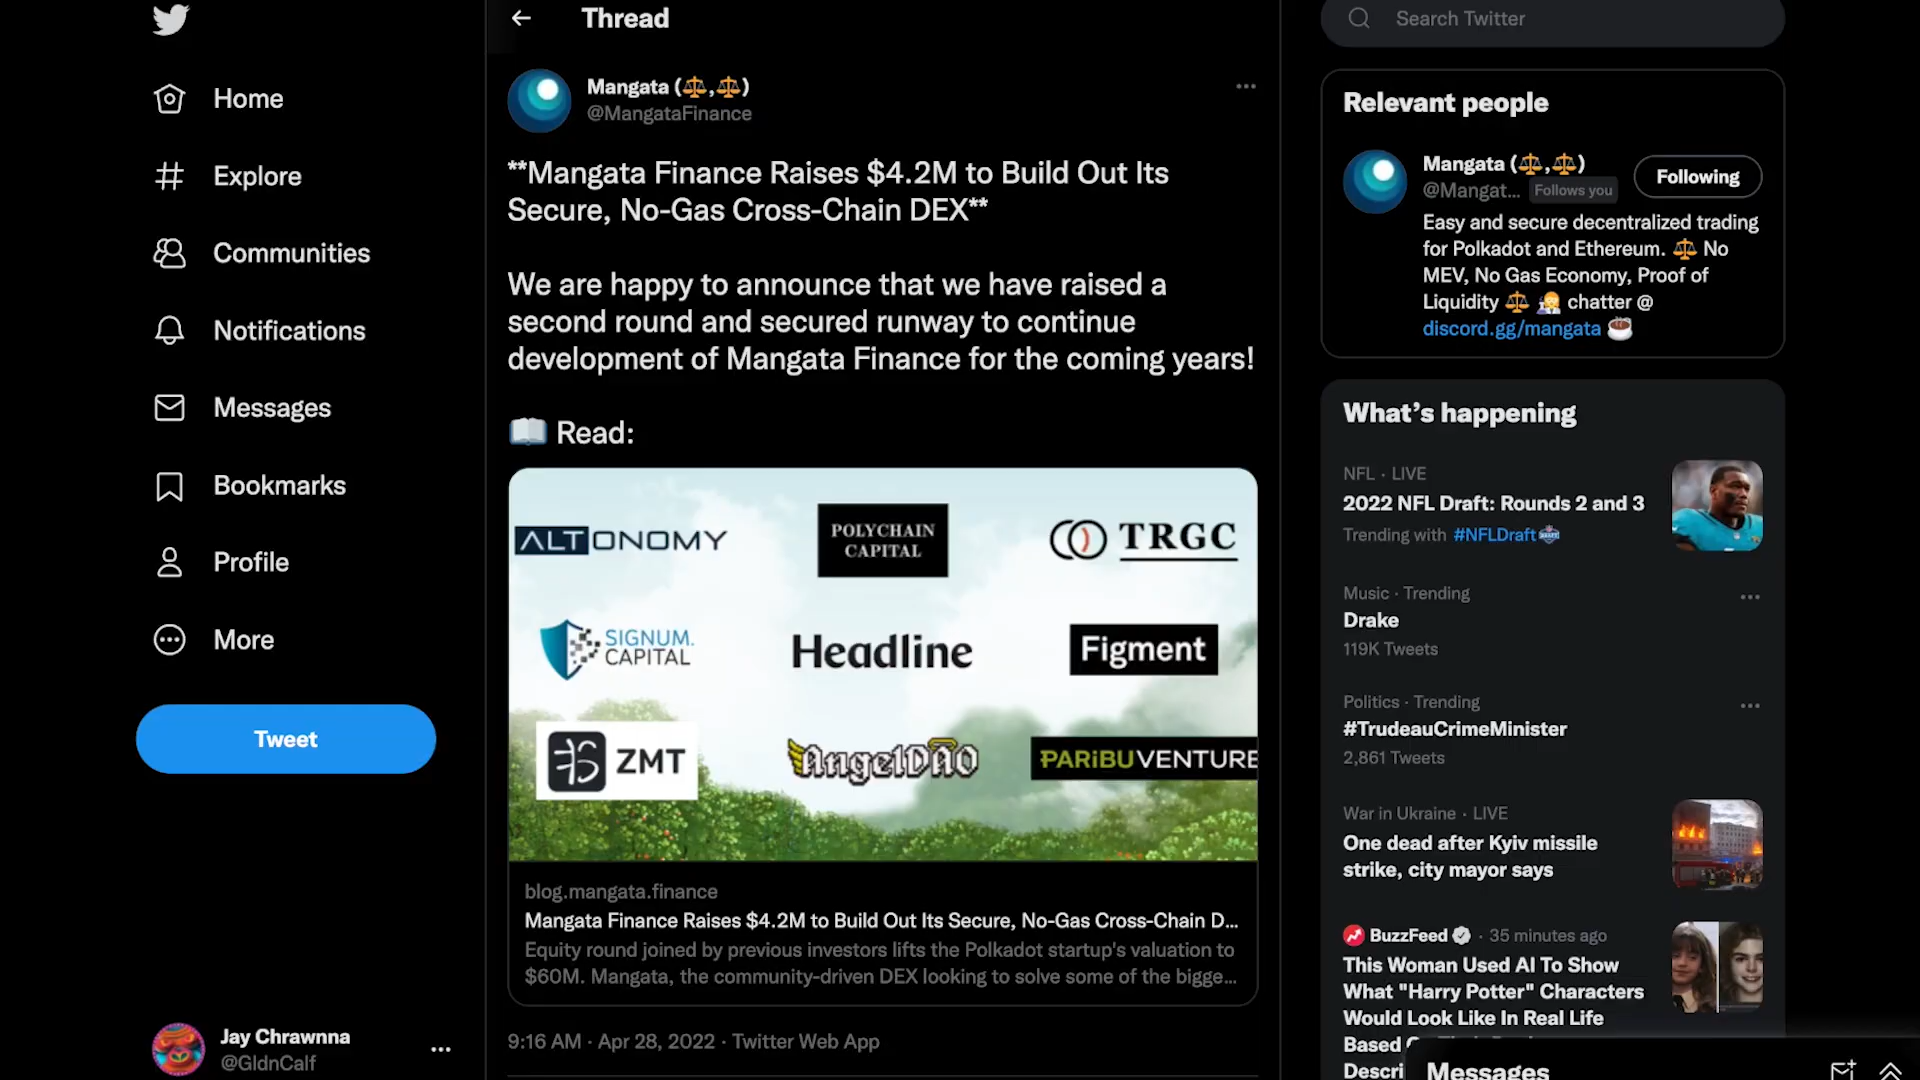 Home
Explore
Communities
Notifications
Messages
Bookmarks
Profile
More
Tweet
Jay Chrawnna
@GldnCalf
Thread
Mangata (⚖️,⚖️)
@MangataFinance
**Mangata Finance Raises $4.2M to Build Out Its
Secure, No-Gas Cross-Chain DEX**
We are happy to announce that we have raised a
second round and secured runway to continue
development of Mangata Finance for the coming years!
📖 Read:
ALTONOMY
POLYCHAIN
CAPITAL
TRGC
SIGNUM.
CAPITAL
Headline
Figment
ZMT
AngelDAO
PARiBUVENTURE
blog.mangata.finance
Mangata Finance Raises $4.2M to Build Out Its Secure, No-Gas Cross-Chain D...
Equity round joined by previous investors lifts the Polkadot startup's valuation to
$60M. Mangata, the community-driven DEX looking to solve some of the bigge...
9:16 AM · Apr 28, 2022 · Twitter Web App
Search Twitter
Relevant people
Mangata (⚖️,⚖️)
@Mangat... Follows you
Following
Easy and secure decentralized trading
for Polkadot and Ethereum. ⚖️ No
MEV, No Gas Economy, Proof of
Liquidity ⚖️ 👩‍🔬 chatter @
discord.gg/mangata ☕
What's happening
NFL · LIVE
2022 NFL Draft: Rounds 2 and 3
Trending with #NFLDraft
Music · Trending
Drake
119K Tweets
Politics · Trending
#TrudeauCrimeMinister
2,861 Tweets
War in Ukraine · LIVE
One dead after Kyiv missile
strike, city mayor says
BuzzFeed · 35 minutes ago
This Woman Used AI To Show
What "Harry Potter" Characters
Would Look Like In Real Life
Based
Descri
Messages